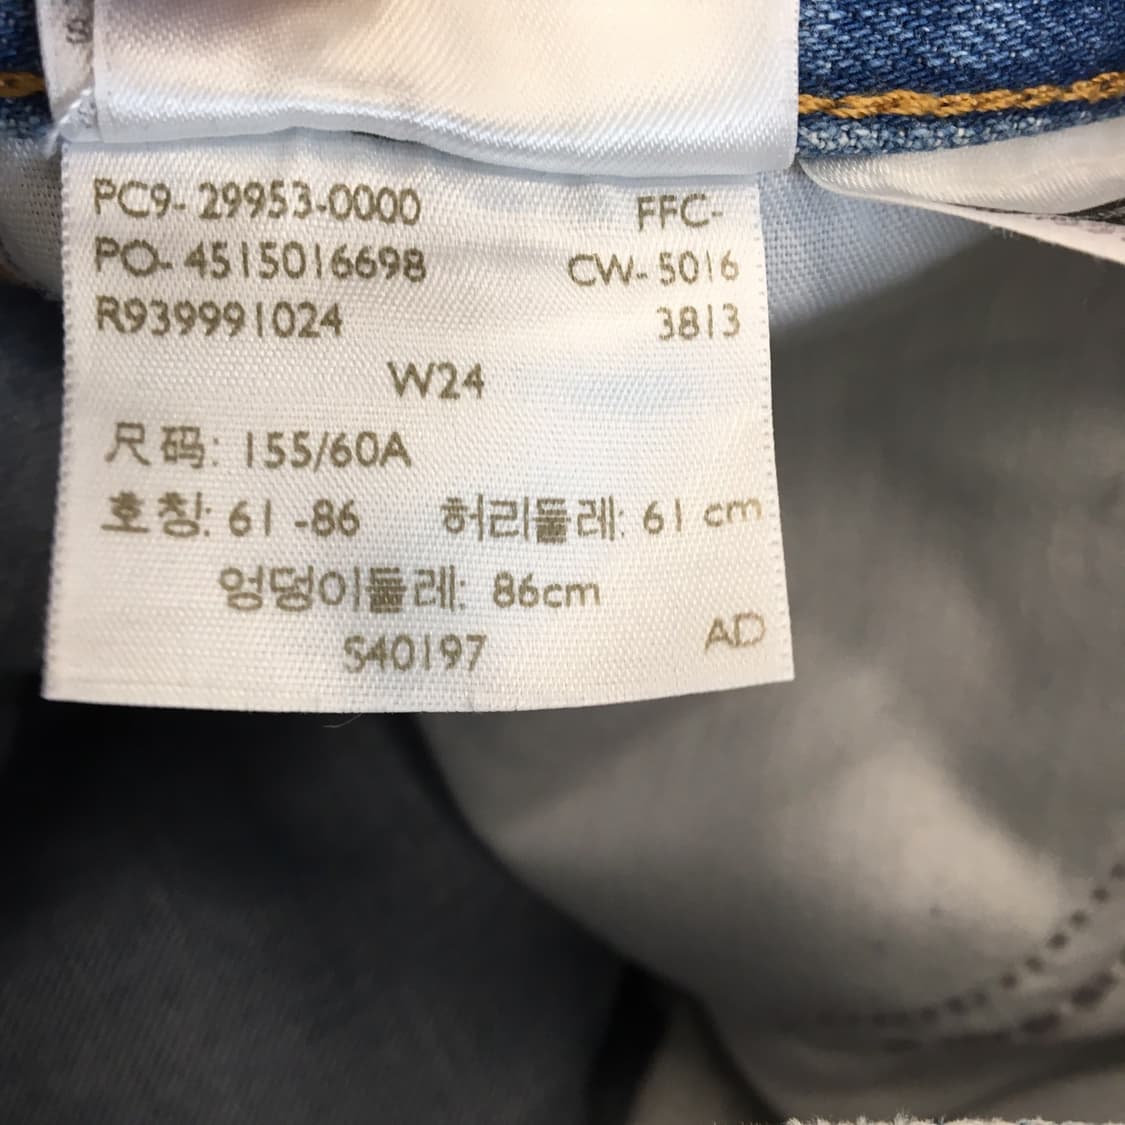 PC9- 29953-0000 FFC-
PO- 4515016698 CW- 5016
R939991024 3813
W24
尺码: 155/60A
호칭: 61 -86 허리둘레: 61 cm
엉덩이둘레: 86cm
S40197 AD